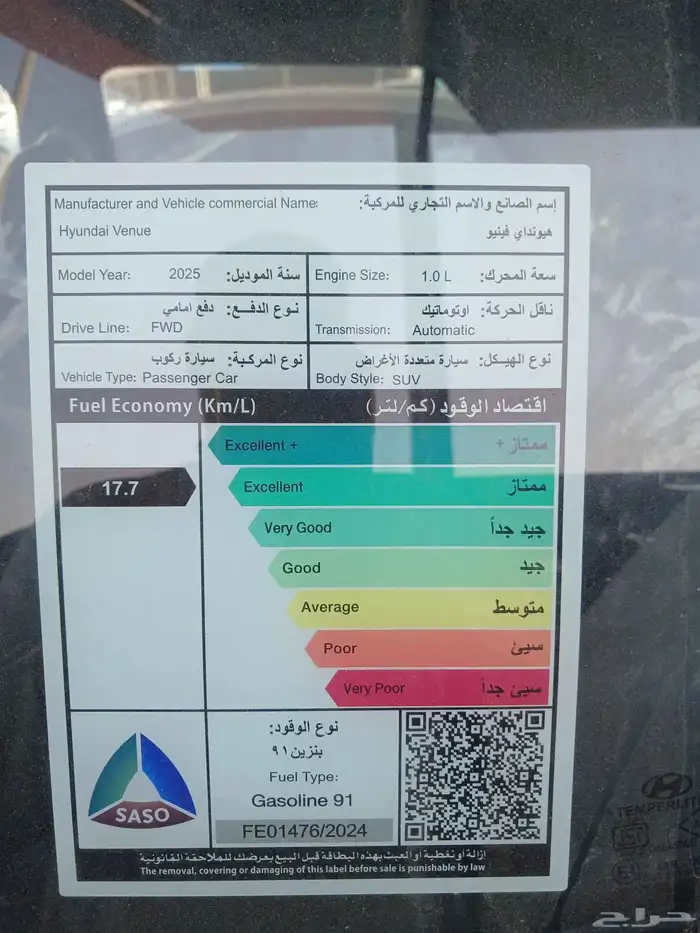 Manufacturer and Vehicle commercial Name: إسم الصانع والاسم التجاري للمركبة:
Hyundai Venue هيونداي فينيو
Model Year: 2025 سنة الموديل:
Engine Size: 1.0 L سعة المحرك:
نوع الدفع: دفع امامي
Drive Line: FWD
ناقل الحركة: اوتوماتيك
Transmission: Automatic
نوع المركبة: سيارة ركوب
Vehicle Type: Passenger Car
نوع الهيكل: سيارة متعددة الأغراض
Body Style: SUV
Fuel Economy (Km/L) اقتصاد الوقود (كم/لتر)
Excellent + ممتاز +
17.7
Excellent ممتاز
Very Good جيد جداً
Good جيد
Average متوسط
Poor سيئ
Very Poor سيئ جداً
SASO
نوع الوقود:
بنزين ٩١
Fuel Type:
Gasoline 91
FE01476/2024
إزالة أو تغطية أو العبث بهذه البطاقة قبل البيع يعرضك للملاحقة القانونية
The removal, covering or damaging of this label before sale is punishable by law
حراج